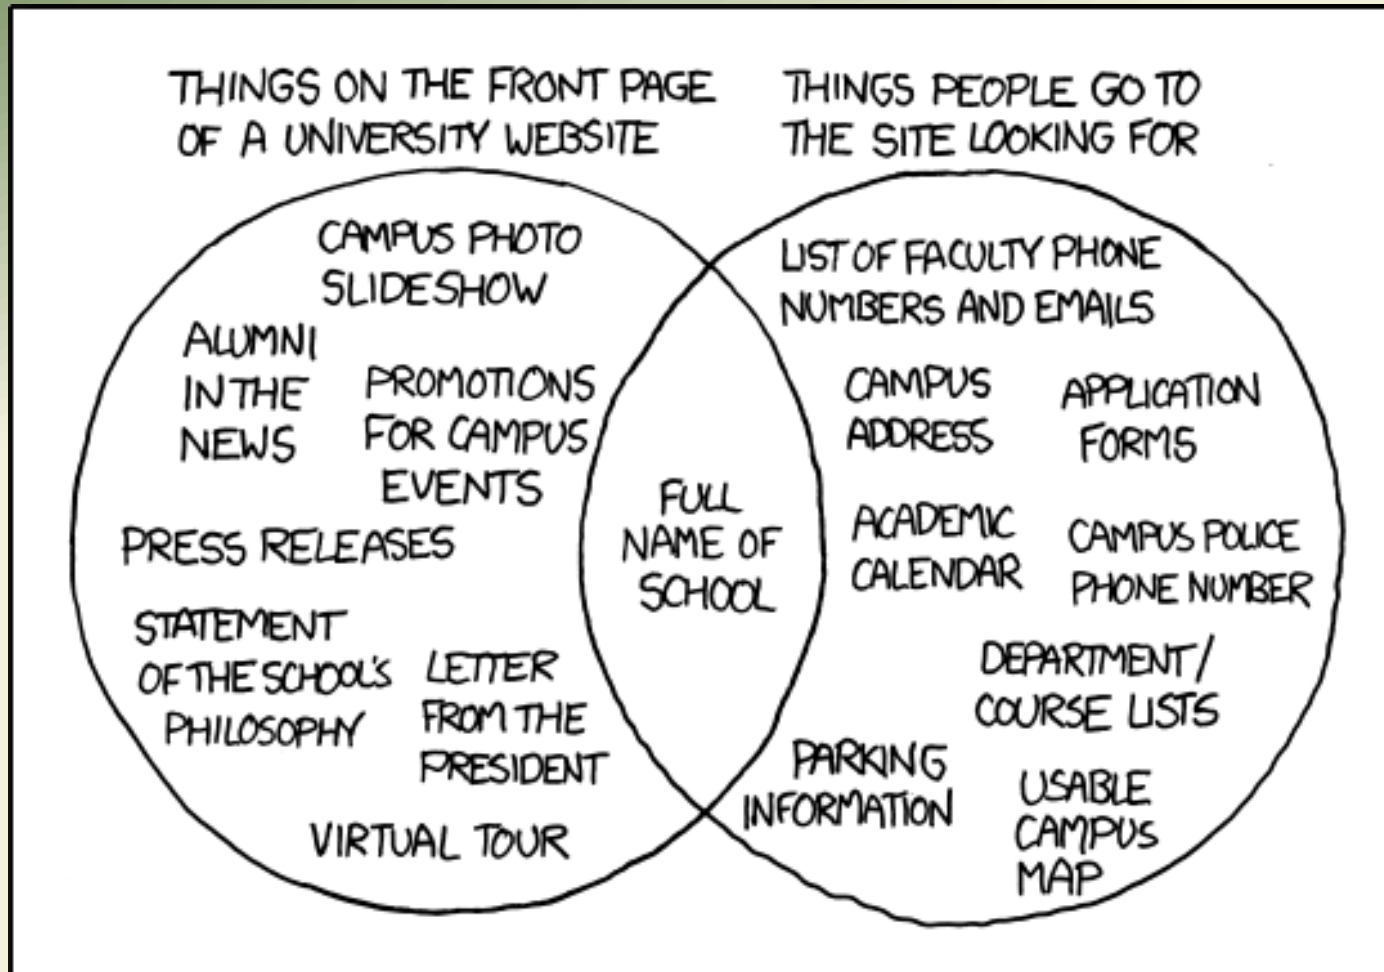 THINGS ON THE FRONT PAGE
OF A UNIVERSITY WEBSITE
THINGS PEOPLE GO TO
THE SITE LOOKING FOR
CAMPUS PHOTO
SLIDESHOW
ALUMNI
IN THE
NEWS
PROMOTIONS
FOR CAMPUS
EVENTS
PRESS RELEASES
STATEMENT
OF THE SCHOOL'S
PHILOSOPHY
LETTER
FROM THE
PRESIDENT
VIRTUAL TOUR
FULL
NAME OF
SCHOOL
LIST OF FACULTY PHONE
NUMBERS AND EMAILS
CAMPUS
ADDRESS
APPLICATION
FORMS
ACADEMIC
CALENDAR
CAMPUS POLICE
PHONE NUMBER
DEPARTMENT/
COURSE LISTS
PARKING
INFORMATION
USABLE
CAMPUS
MAP